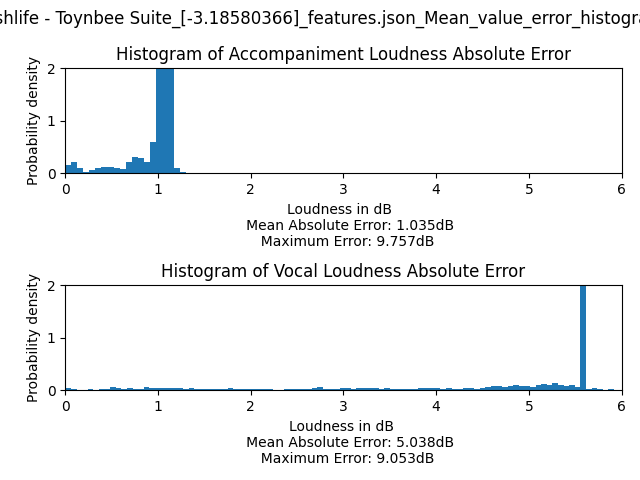 shlife - Toynbee Suite_[-3.18580366]_features.json_Mean_value_error_histogra
Histogram of Accompaniment Loudness Absolute Error
Probability density
2
1
0
0 1 2 3 4 5 6
Loudness in dB
Mean Absolute Error: 1.035dB
Maximum Error: 9.757dB
Histogram of Vocal Loudness Absolute Error
Probability density
2
1
0
0 1 2 3 4 5 6
Loudness in dB
Mean Absolute Error: 5.038dB
Maximum Error: 9.053dB